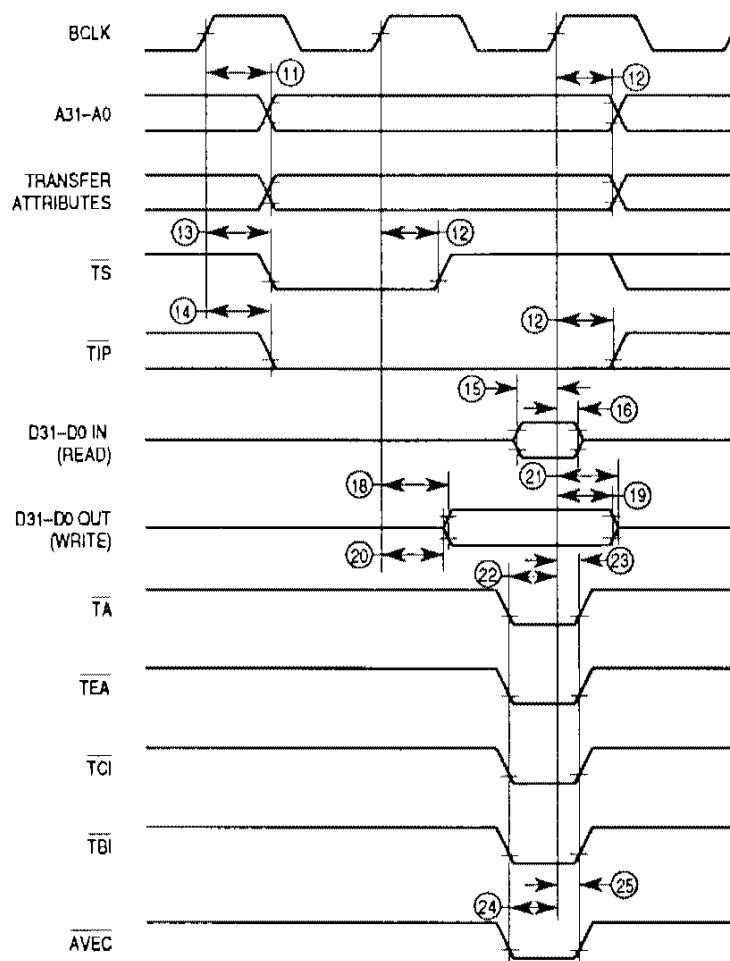 BCLK
11
12
A31–A0
TRANSFER
ATTRIBUTES
13
12
TS
14
12
TIP
15
16
D31–D0 IN
(READ)
21
18
19
D31–D0 OUT
(WRITE)
20
22
23
TA
TEA
TCI
TBI
25
24
AVEC